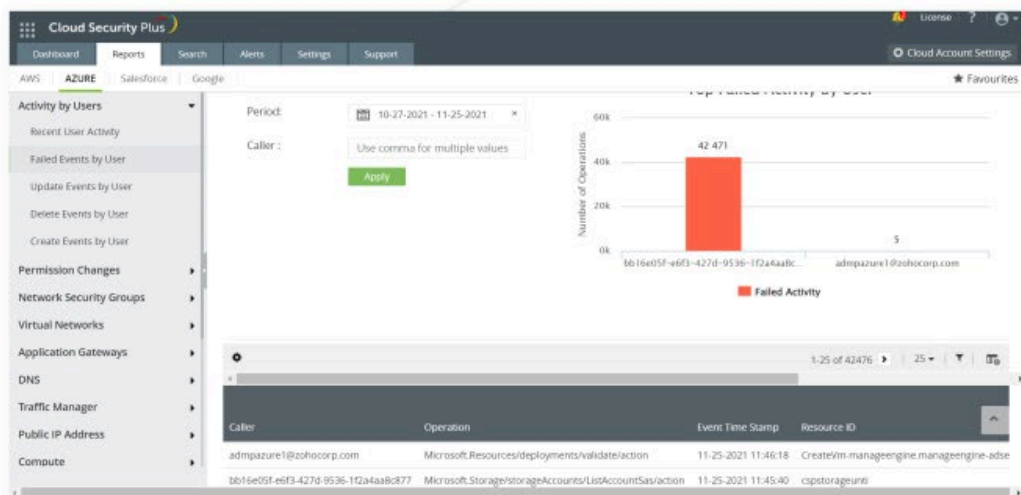 Cloud Security Plus
License ?
Dashboard Reports Search Alerts Settings Support
Cloud Account Settings
AWS AZURE Salesforce Google
Favourites
Activity by Users
Recent User Activity
Failed Events by User
Update Events by User
Delete Events by User
Create Events by User
Permission Changes
Network Security Groups
Virtual Networks
Application Gateways
DNS
Traffic Manager
Public IP Address
Compute
Period:
10-27-2021 - 11-25-2021 ×
Caller :
Use comma for multiple values
Apply
Top Failed Activity by User
Number of Operations
60k
40k
20k
0k
42 471
5
bb16e05f-e6f3-427d-9536-1f2a4aa8c...
admpazure1@zohocorp.com
Failed Activity
1-25 of 42476 25
Caller Operation Event Time Stamp Resource ID
admpazure1@zohocorp.com Microsoft.Resources/deployments/validate/action 11-25-2021 11:46:18 CreateVm-manageengine.manageengine-adse
bb16e05f-e6f3-427d-9536-1f2a4aa8c877 Microsoft.Storage/storageAccounts/ListAccountSas/action 11-25-2021 11:45:40 cspstorageunti